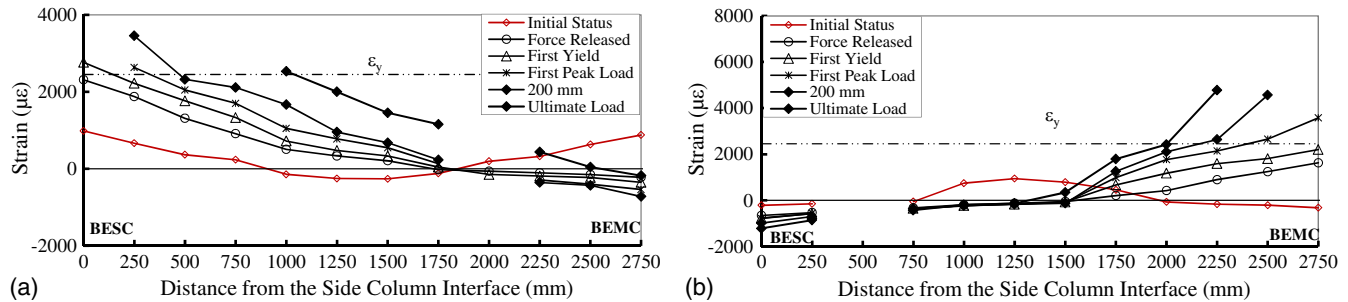 4000
2000
0
-2000
Strain (με)
Initial Status
Force Released
First Yield
First Peak Load
200 mm
Ultimate Load
εy
BESC
BEMC
0 250 500 750 1000 1250 1500 1750 2000 2250 2500 2750
(a) Distance from the Side Column Interface (mm)
8000
6000
4000
2000
0
-2000
Strain (με)
Initial Status
Force Released
First Yield
First Peak Load
200 mm
Ultimate Load
εy
BESC
BEMC
0 250 500 750 1000 1250 1500 1750 2000 2250 2500 2750
(b) Distance from the Side Column Interface (mm)